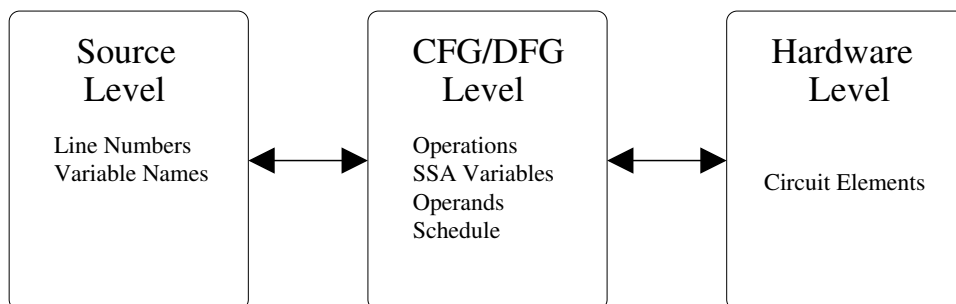 Source
Level
Line Numbers
Variable Names
CFG/DFG
Level
Operations
SSA Variables
Operands
Schedule
Hardware
Level
Circuit Elements